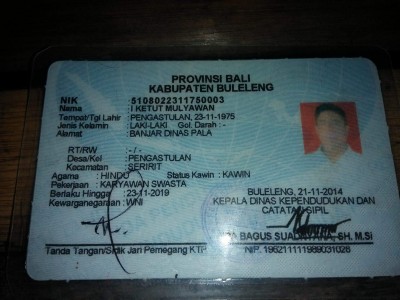 PROVINSI BALI
KABUPATEN BULELENG
NIK : 5108022311750003
Nama : I KETUT MULYAWAN
Tempat/Tgl Lahir : PENGASTULAN, 23-11-1975
Jenis Kelamin : LAKI-LAKI Gol. Darah : -
Alamat : BANJAR DINAS PALA
RT/RW : - / -
Desa/Kel : PENGASTULAN
Kecamatan : SERIRIT
Agama : HINDU Status Kawin : KAWIN
Pekerjaan : KARYAWAN SWASTA
Berlaku Hingga : 23-11-2019
Kewarganegaraan : WNI
BULELENG, 21-11-2014
KEPALA DINAS KEPENDUDUKAN DAN
CATATAN SIPIL
BAGUS SH. M.Si
Tanda Tangan/Sidik Jari Pemegang KTP
NIP. 196211111989031026